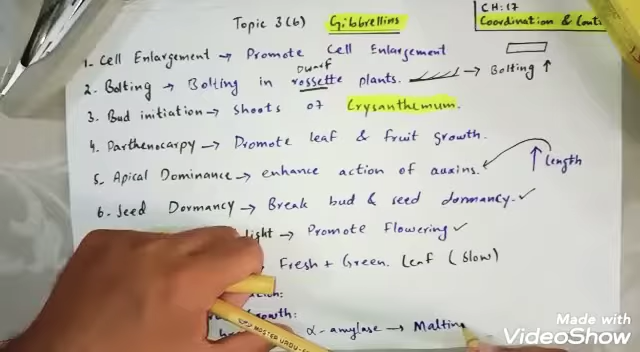 CH:17
Topic 3(b) Gibbrellins
Coordination & Cont
1- Cell Enlargement → Promote Cell Enlargement
Dwarf
2. Bolting → Bolting in rossette plants. → Bolting ↑
3. Bud initiation → shoots of Crysanthemum.
4. Parthenocarpy → Promote leaf & fruit growth.
5. Apical Dominance → enhance action of auxins. ↑ length
6. Seed Dormancy → Break bud & seed dormancy. ✓
light → Promote Flowering ✓
Fresh + Green Leaf (Slow)
growth:
α-amylase → Malting
Made with
VideoShow